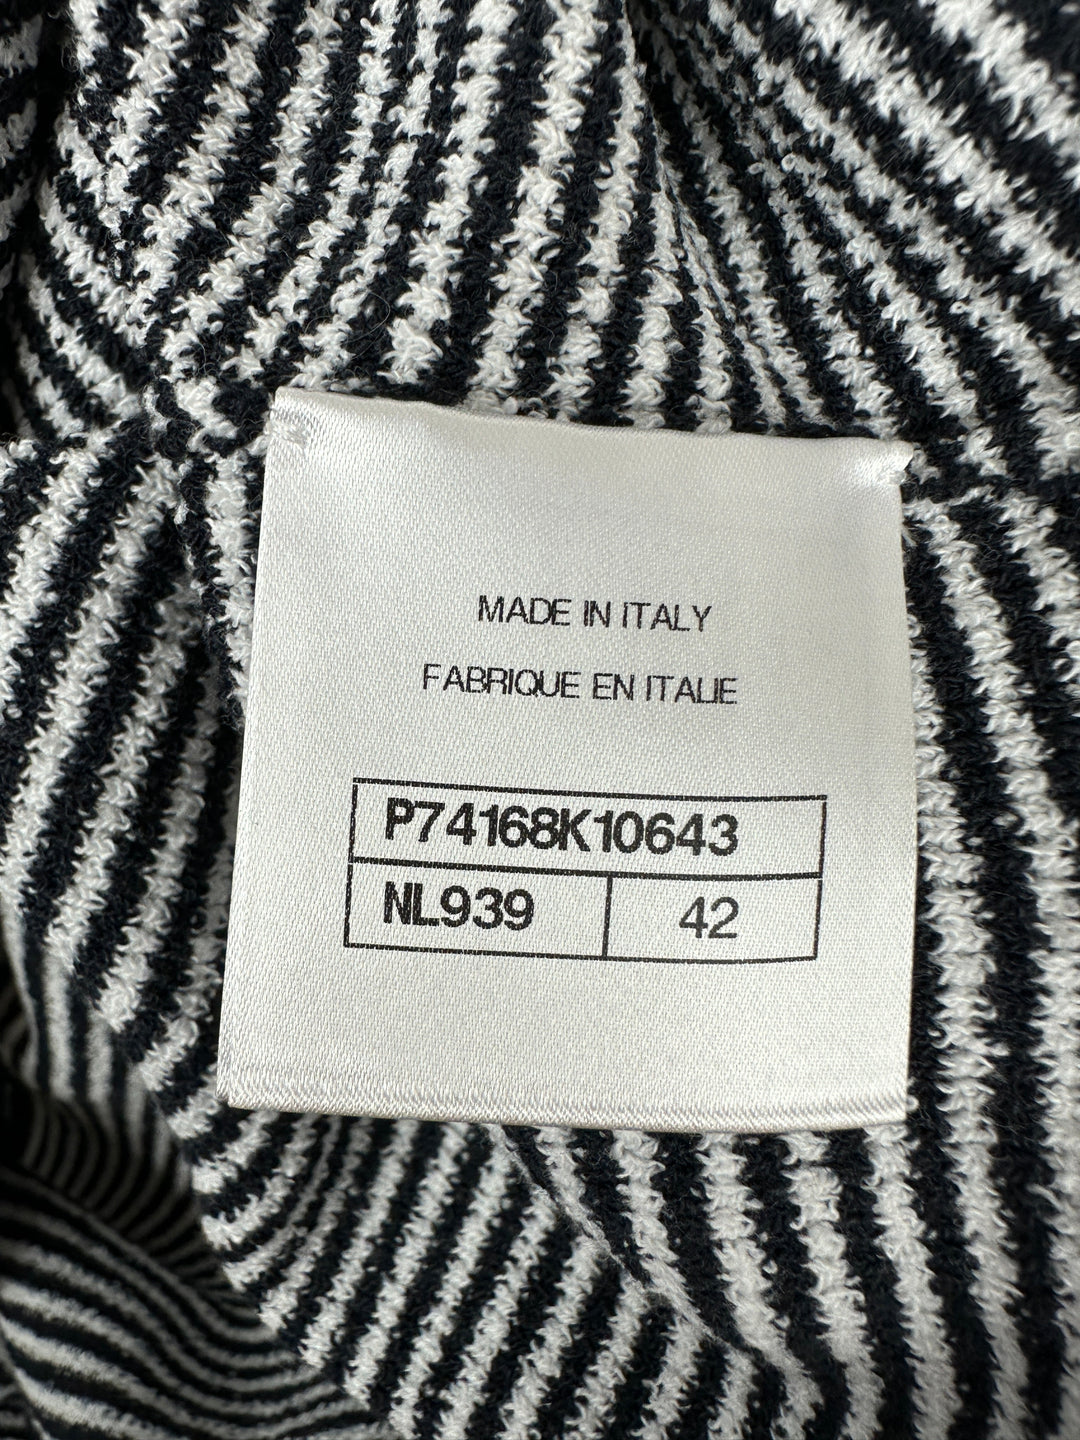 MADE IN ITALY
FABRIQUE EN ITALIE
P74168K10643
NL939 42